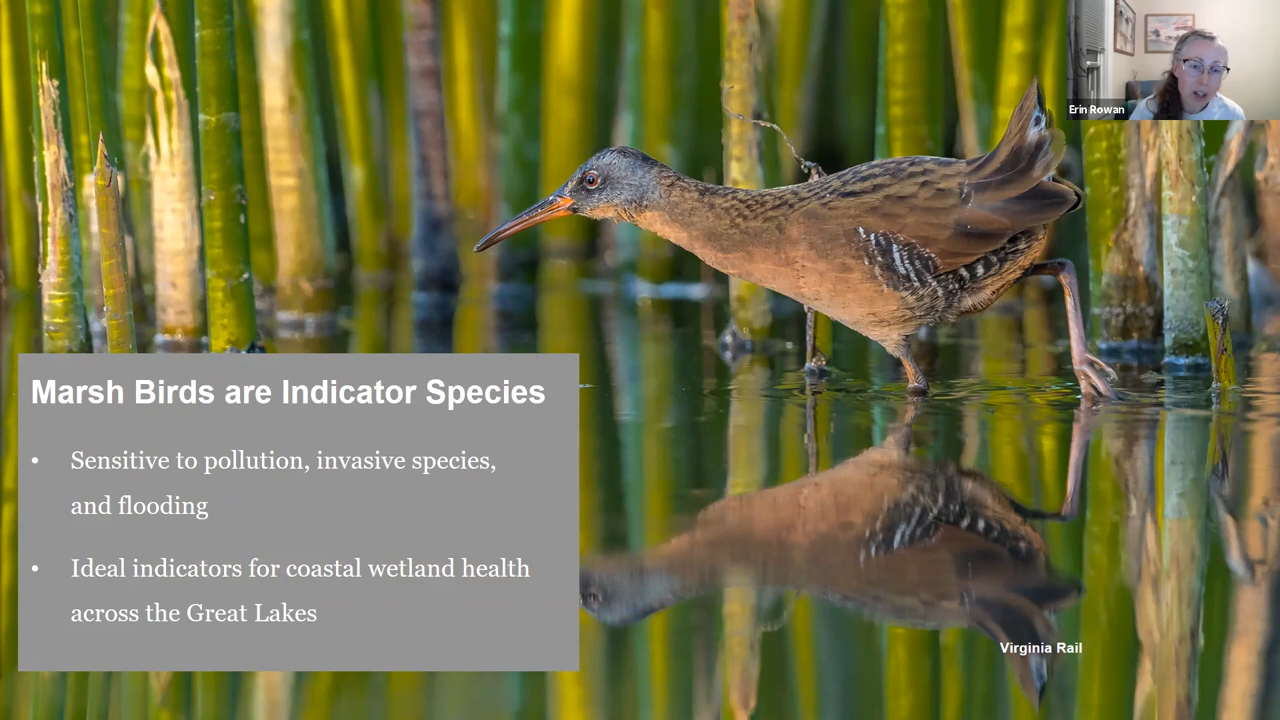 Erin Rowan
Marsh Birds are Indicator Species
• Sensitive to pollution, invasive species,
and flooding
• Ideal indicators for coastal wetland health
across the Great Lakes
Virginia Rail